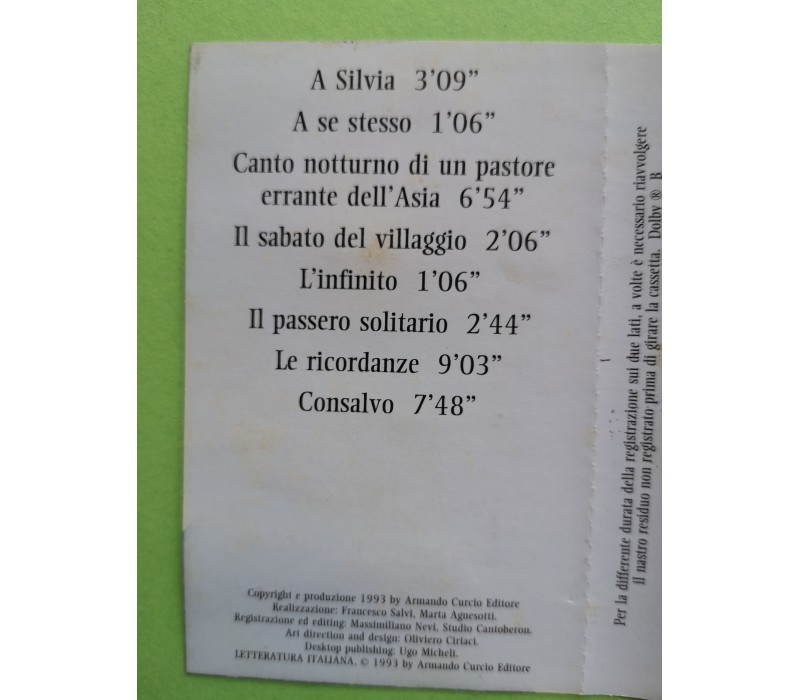 A Silvia 3'09”
A se stesso 1'06”
Canto notturno di un pastore
errante dell'Asia 6'54”
Il sabato del villaggio 2'06”
L'infinito 1'06”
Il passero solitario 2'44”
Le ricordanze 9'03”
Consalvo 7'48”
Copyright e produzione 1993 by Armando Curcio Editore
Realizzazione: Francesco Salvi, Marta Agnesotti.
Registrazione ed editing: Massimiliano Nevi, Studio Cantoberon.
Art direction and design: Oliviero Ciriaci.
Desktop publishing: Ugo Micheli.
LETTERATURA ITALIANA. © 1993 by Armando Curcio Editore
Per la differente durata della registrazione sui due lati, a volte è necessario riavvolgere
il nastro residuo non registrato prima di girare la cassetta. Dolby ® B